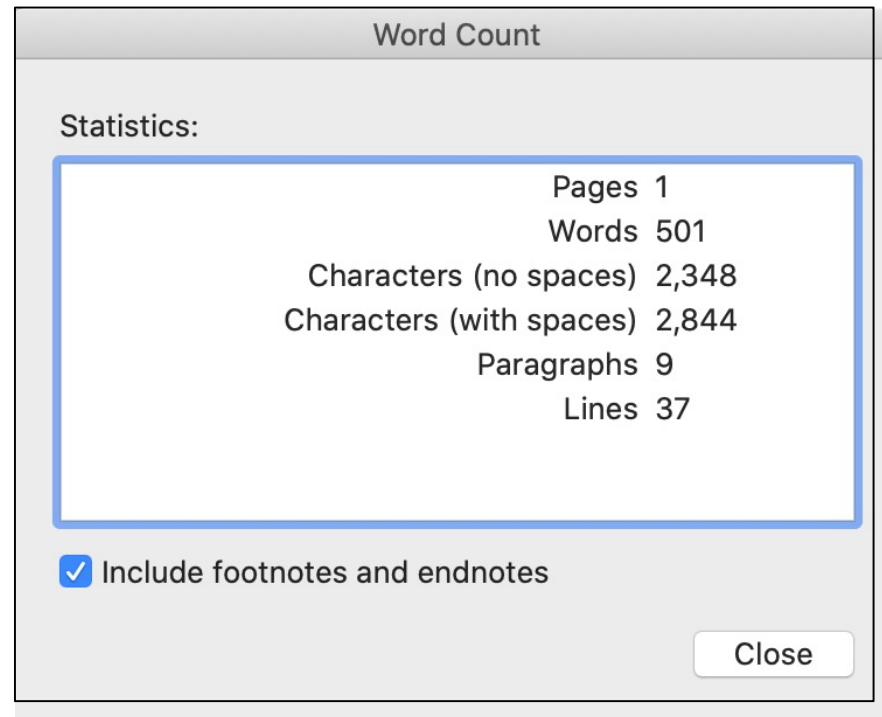 Word Count
Statistics:
Pages 1
Words 501
Characters (no spaces) 2,348
Characters (with spaces) 2,844
Paragraphs 9
Lines 37
Include footnotes and endnotes
Close